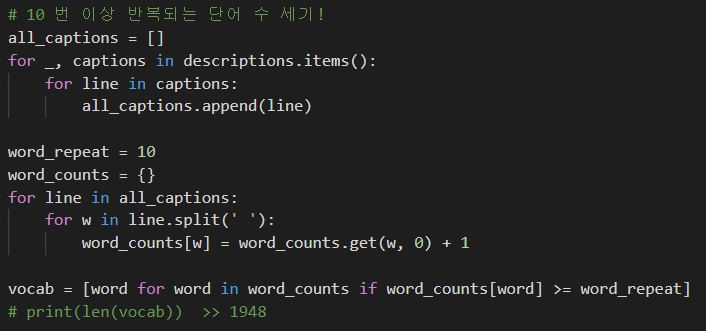 # 10 번 이상 반복되는 단어 수 세기!
all_captions = []
for _, captions in descriptions.items():
    for line in captions:
        all_captions.append(line)

word_repeat = 10
word_counts = {}
for line in all_captions:
    for w in line.split(' '):
        word_counts[w] = word_counts.get(w, 0) + 1

vocab = [word for word in word_counts if word_counts[word] >= word_repeat]
# print(len(vocab))  >> 1948